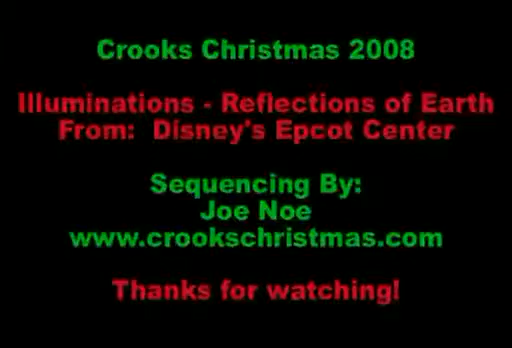 Crooks Christmas 2008
Illuminations - Reflections of Earth
From: Disney's Epcot Center
Sequencing By:
Joe Noe
www.crookschristmas.com
Thanks for watching!